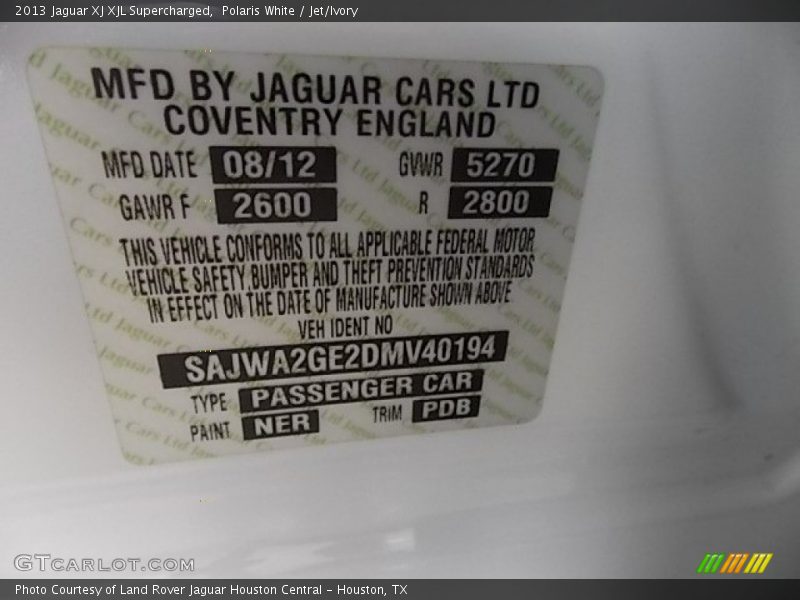 2013 Jaguar XJ XJL Supercharged, Polaris White / Jet/Ivory
MFD BY JAGUAR CARS LTD
COVENTRY ENGLAND
MFD DATE 08/12 GVWR 5270
GAWR F 2600 R 2800
THIS VEHICLE CONFORMS TO ALL APPLICABLE FEDERAL MOTOR
VEHICLE SAFETY, BUMPER AND THEFT PREVENTION STANDARDS
IN EFFECT ON THE DATE OF MANUFACTURE SHOWN ABOVE
VEH IDENT NO
SAJWA2GE2DMV40194
TYPE PASSENGER CAR
PAINT NER TRIM PDB
GTCARLOT.COM
Photo Courtesy of Land Rover Jaguar Houston Central - Houston, TX